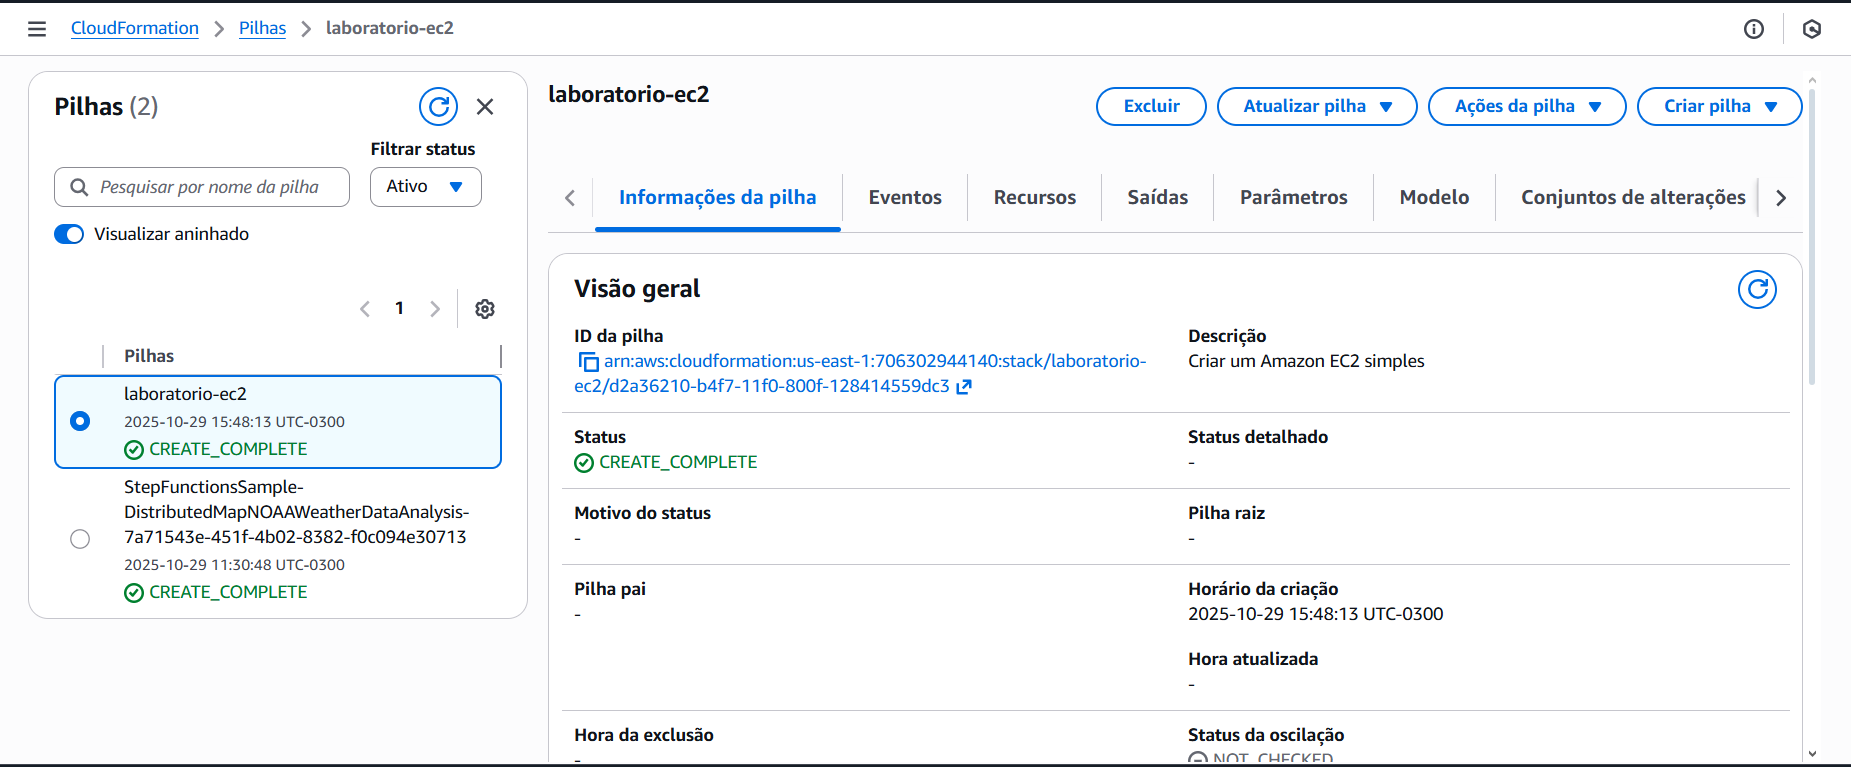 CloudFormation > Pilhas > laboratorio-ec2
Pilhas (2)
Filtrar status
Pesquisar por nome da pilha
Ativo
Visualizar aninhado
1
Pilhas
laboratorio-ec2
2025-10-29 15:48:13 UTC-0300
CREATE_COMPLETE
StepFunctionsSample-
DistributedMapNOAAWeatherDataAnalysis-
7a71543e-451f-4b02-8382-f0c094e30713
2025-10-29 11:30:48 UTC-0300
CREATE_COMPLETE
laboratorio-ec2
Excluir
Atualizar pilha
Ações da pilha
Criar pilha
Informações da pilha
Eventos
Recursos
Saídas
Parâmetros
Modelo
Conjuntos de alterações
Visão geral
ID da pilha
arn:aws:cloudformation:us-east-1:706302944140:stack/laboratorio-
ec2/d2a36210-b4f7-11f0-800f-128414559dc3
Descrição
Criar um Amazon EC2 simples
Status
CREATE_COMPLETE
Status detalhado
-
Motivo do status
-
Pilha raiz
-
Pilha pai
-
Horário da criação
2025-10-29 15:48:13 UTC-0300
Hora atualizada
-
Hora da exclusão
-
Status da oscilação
NOT_CHECKED